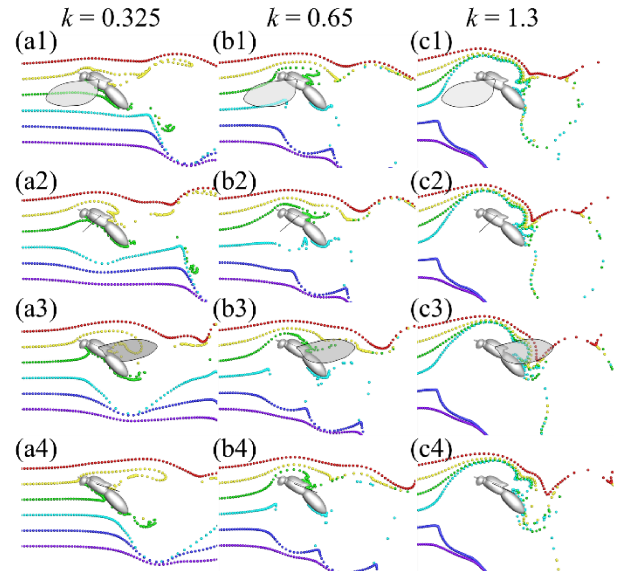 k = 0.325 k = 0.65 k = 1.3
(a1) (b1) (c1)
(a2) (b2) (c2)
(a3) (b3) (c3)
(a4) (b4) (c4)